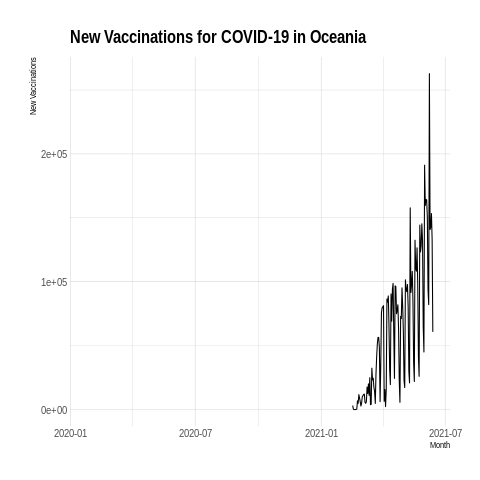 New Vaccinations for COVID-19 in Oceania
New Vaccinations
2e+05
1e+05
0e+00
2020-01 2020-07 2021-01 2021-07
Month